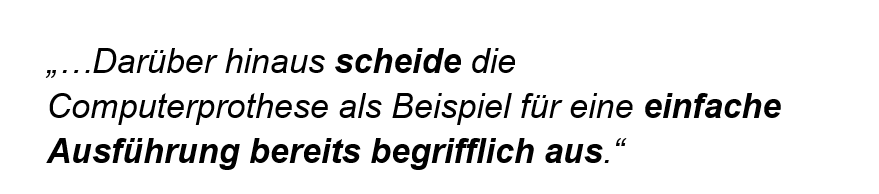 „…Darüber hinaus scheide die
Computerprothese als Beispiel für eine einfache
Ausführung bereits begrifflich aus.“